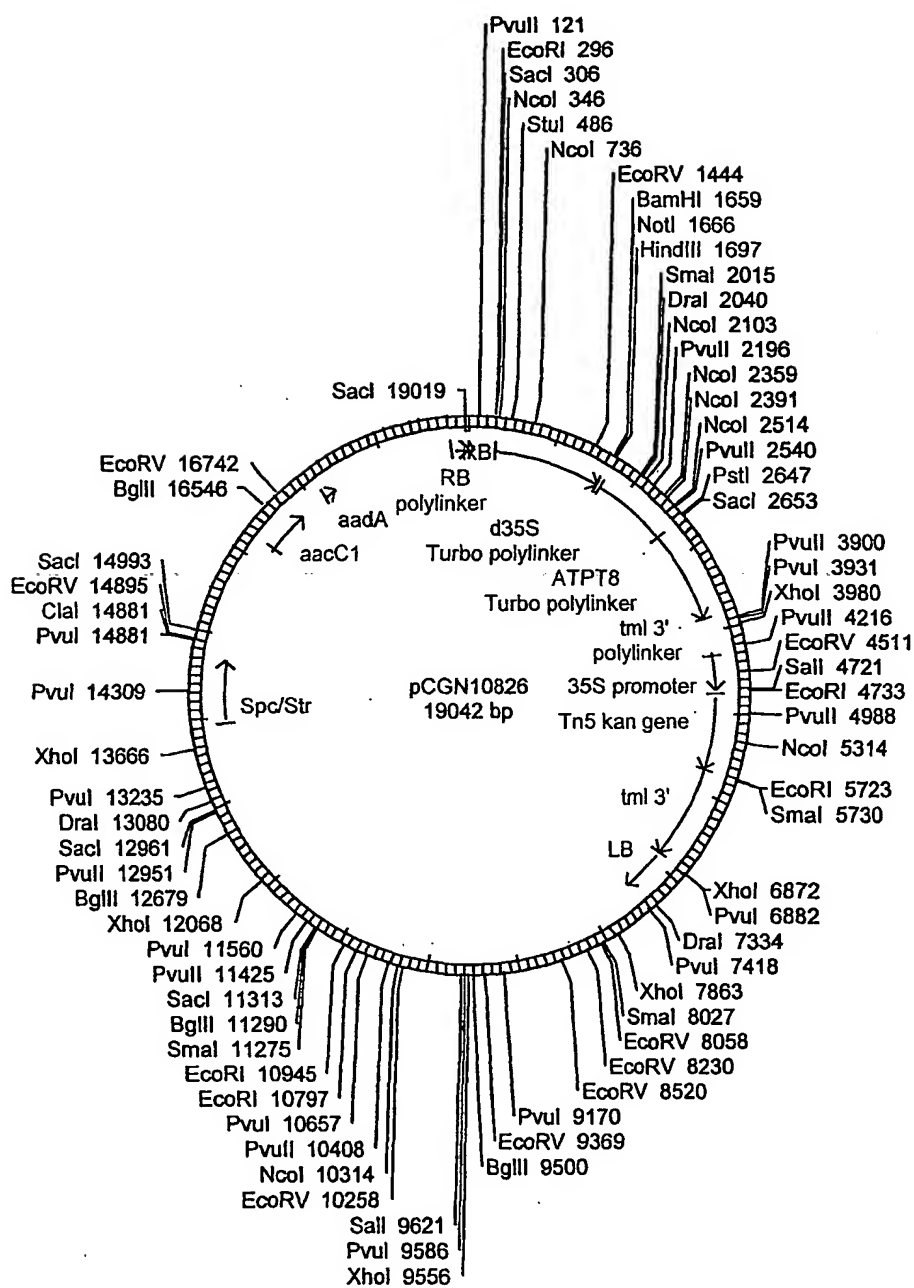 PvuII 121
EcoRI 296
SacI 306
NcoI 346
StuI 486
NcoI 736
EcoRV 1444
BamHI 1659
NotI 1666
HindIII 1697
SmaI 2015
DraI 2040
NcoI 2103
PvuII 2196
NcoI 2359
NcoI 2391
NcoI 2514
PvuII 2540
PstI 2647
SacI 2653
PvuII 3900
PvuI 3931
XhoI 3980
PvuII 4216
EcoRV 4511
SalI 4721
EcoRI 4733
PvuII 4988
NcoI 5314
EcoRI 5723
SmaI 5730
XhoI 6872
PvuI 6882
DraI 7334
PvuI 7418
XhoI 7863
SmaI 8027
EcoRV 8058
EcoRV 8230
EcoRV 8520
PvuI 9170
EcoRV 9369
BglII 9500
XhoI 9556
PvuI 9586
SalI 9621
EcoRV 10258
NcoI 10314
PvuII 10408
PvuI 10657
EcoRI 10797
EcoRI 10945
SmaI 11275
BglII 11290
SacI 11313
PvuII 11425
PvuI 11560
XhoI 12068
BglII 12679
PvuII 12951
SacI 12961
DraI 13080
PvuI 13235
XhoI 13666
PvuI 14309
PvuI 14881
ClaI 14881
EcoRV 14895
SacI 14993
BglII 16546
EcoRV 16742
SacI 19019
RB
RB
polylinker
d35S
Turbo polylinker
ATPT8
Turbo polylinker
tml 3'
polylinker
35S promoter
Tn5 kan gene
tml 3'
LB
Spc/Str
aacC1
aadA
pCGN10826
19042 bp